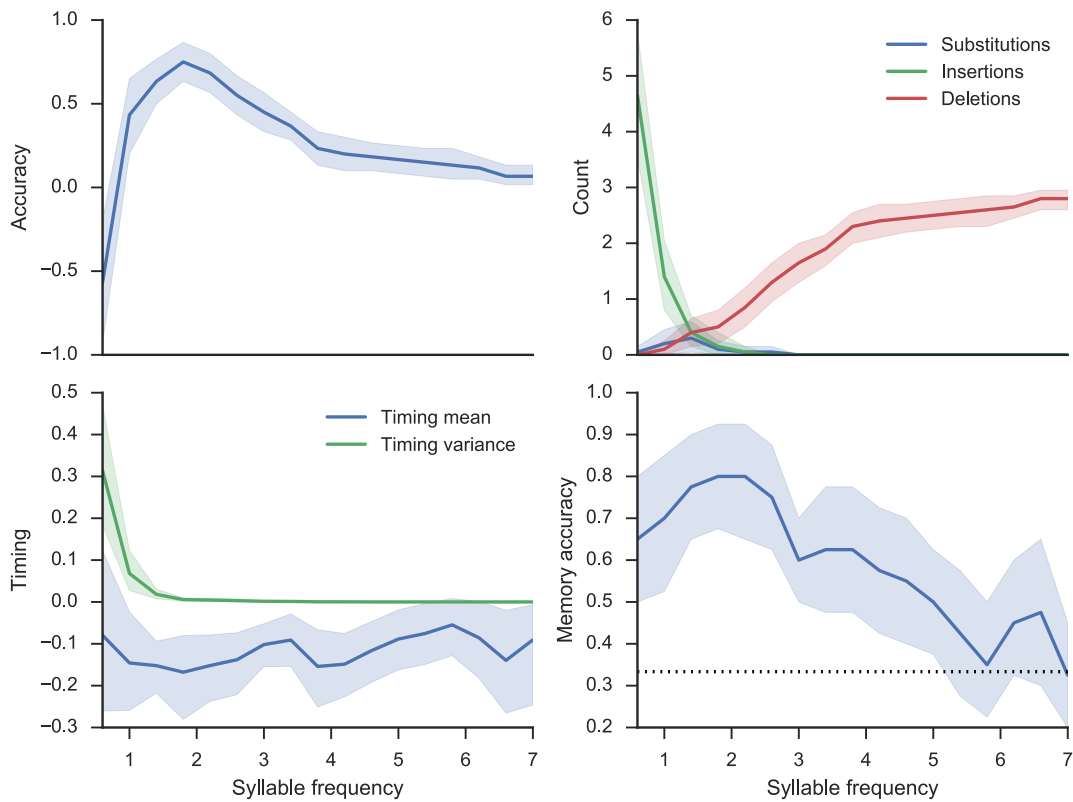 1.0
0.5
0.0
−0.5
−1.0
Accuracy
6
5
4
3
2
1
0
Count
Substitutions
Insertions
Deletions
0.5
0.4
0.3
0.2
0.1
0.0
−0.1
−0.2
−0.3
Timing
Timing mean
Timing variance
1 2 3 4 5 6 7
Syllable frequency
1.0
0.9
0.8
0.7
0.6
0.5
0.4
0.3
0.2
Memory accuracy
1 2 3 4 5 6 7
Syllable frequency